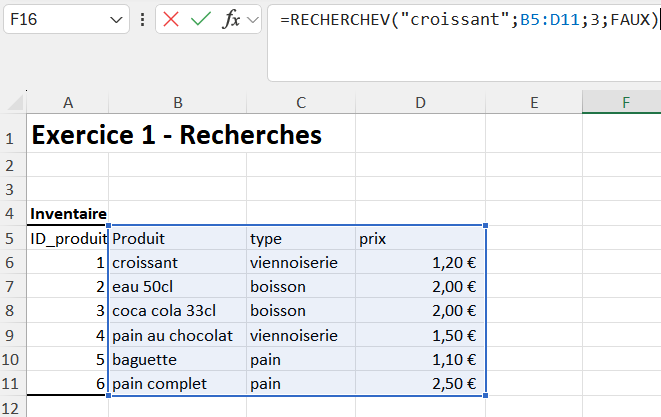 F16 fx =RECHERCHEV("croissant";B5:D11;3;FAUX)
A B C D E F
1 Exercice 1 - Recherches
2
3
4 Inventaire
5 ID_produit Produit type prix
6 1 croissant viennoiserie 1,20 €
7 2 eau 50cl boisson 2,00 €
8 3 coca cola 33cl boisson 2,00 €
9 4 pain au chocolat viennoiserie 1,50 €
10 5 baguette pain 1,10 €
11 6 pain complet pain 2,50 €
12